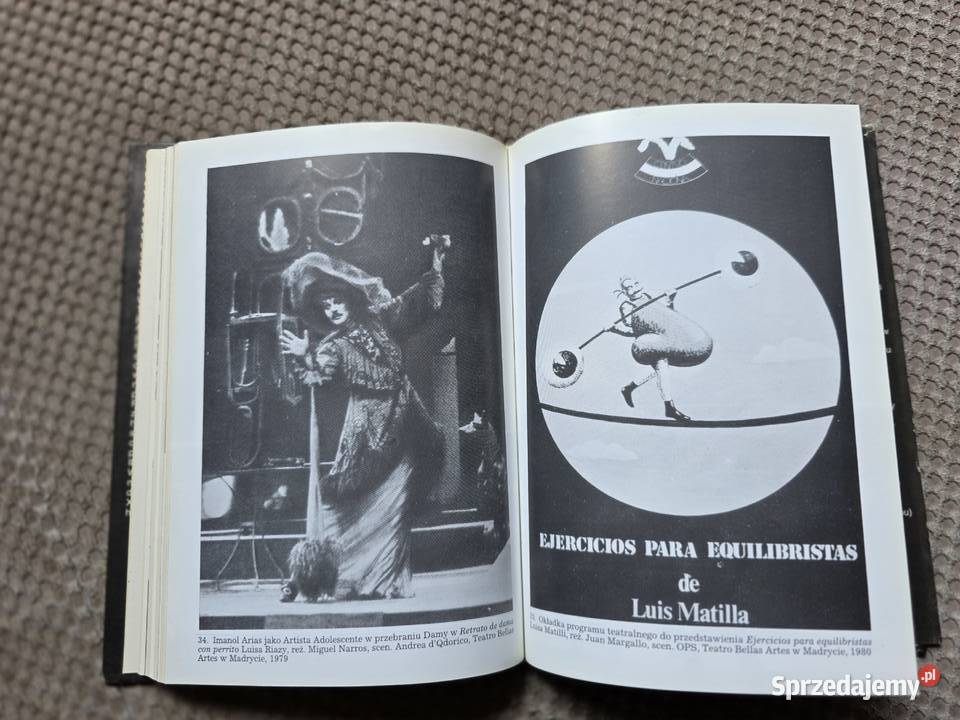 34. Imanol Arias jako Artista Adolescente w przebraniu Damy w Retrato de dama
con perrito Luisa Riazy, reż. Miguel Narros, scen. Andrea d'Qdorico, Teatro Bellas
Artes w Madrycie, 1979
EJERCICIOS PARA EQUILIBRISTAS
de
Luis Matilla
Okładka programu teatralnego do przedstawienia Ejercicios para equilibristas
Luisa Matilli, reż. Juan Margallo, scen. OPS, Teatro Bellas Artes w Madrycie, 1980
Sprzedajemy.pl